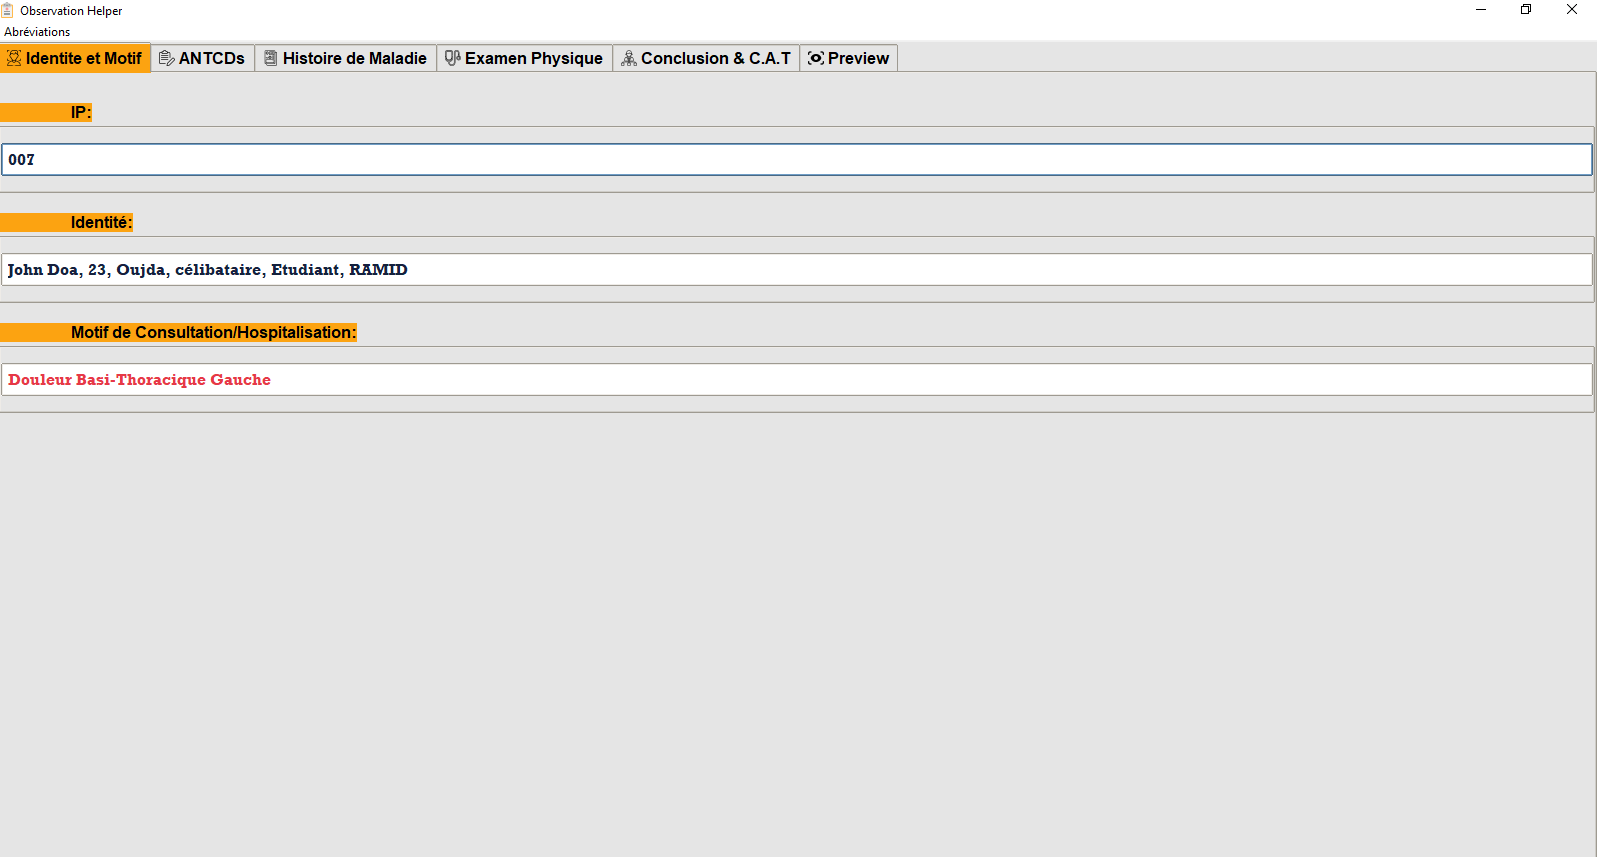 Observation Helper
Abréviations
Identite et Motif ANTCDs Histoire de Maladie Examen Physique Conclusion & C.A.T Preview
IP:
007
Identité:
John Doa, 23, Oujda, célibataire, Etudiant, RAMID
Motif de Consultation/Hospitalisation:
Douleur Basi-Thoracique Gauche